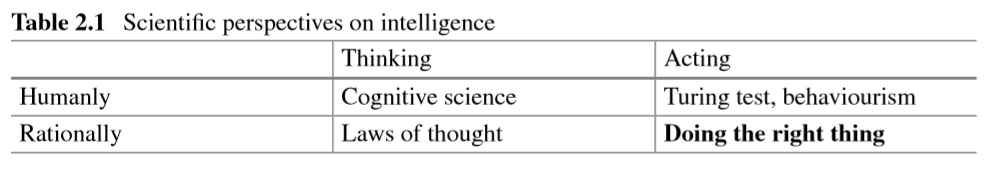 Table 2.1 Scientific perspectives on intelligence
Thinking Acting
Humanly Cognitive science Turing test, behaviourism
Rationally Laws of thought Doing the right thing